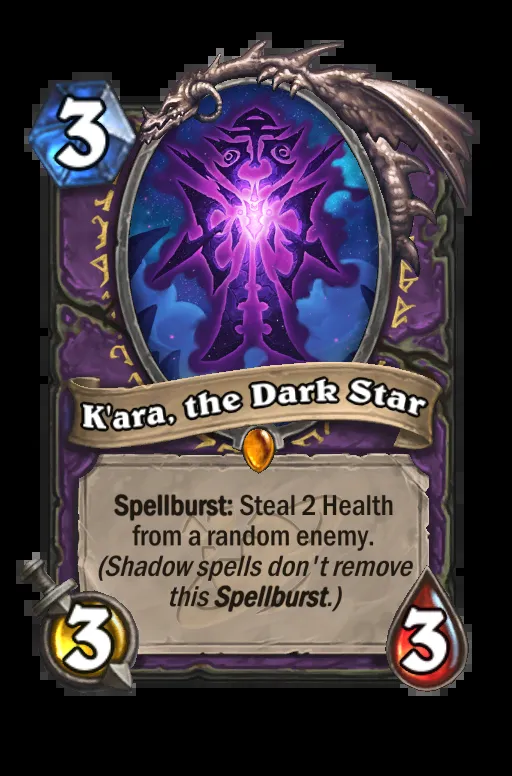 3
K'ara, the Dark Star
Spellburst: Steal 2 Health
from a random enemy.
(Shadow spells don't remove
this Spellburst.)
3
3